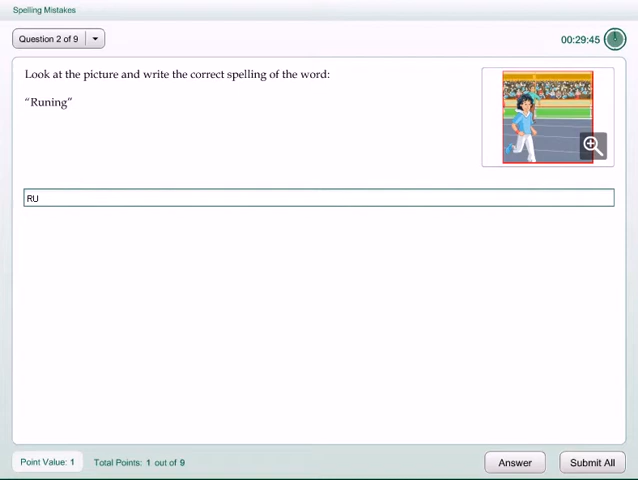 Spelling Mistakes
Question 2 of 9
00:29:45
Look at the picture and write the correct spelling of the word:
“Runing”
RU
Point Value: 1
Total Points: 1 out of 9
Answer
Submit All